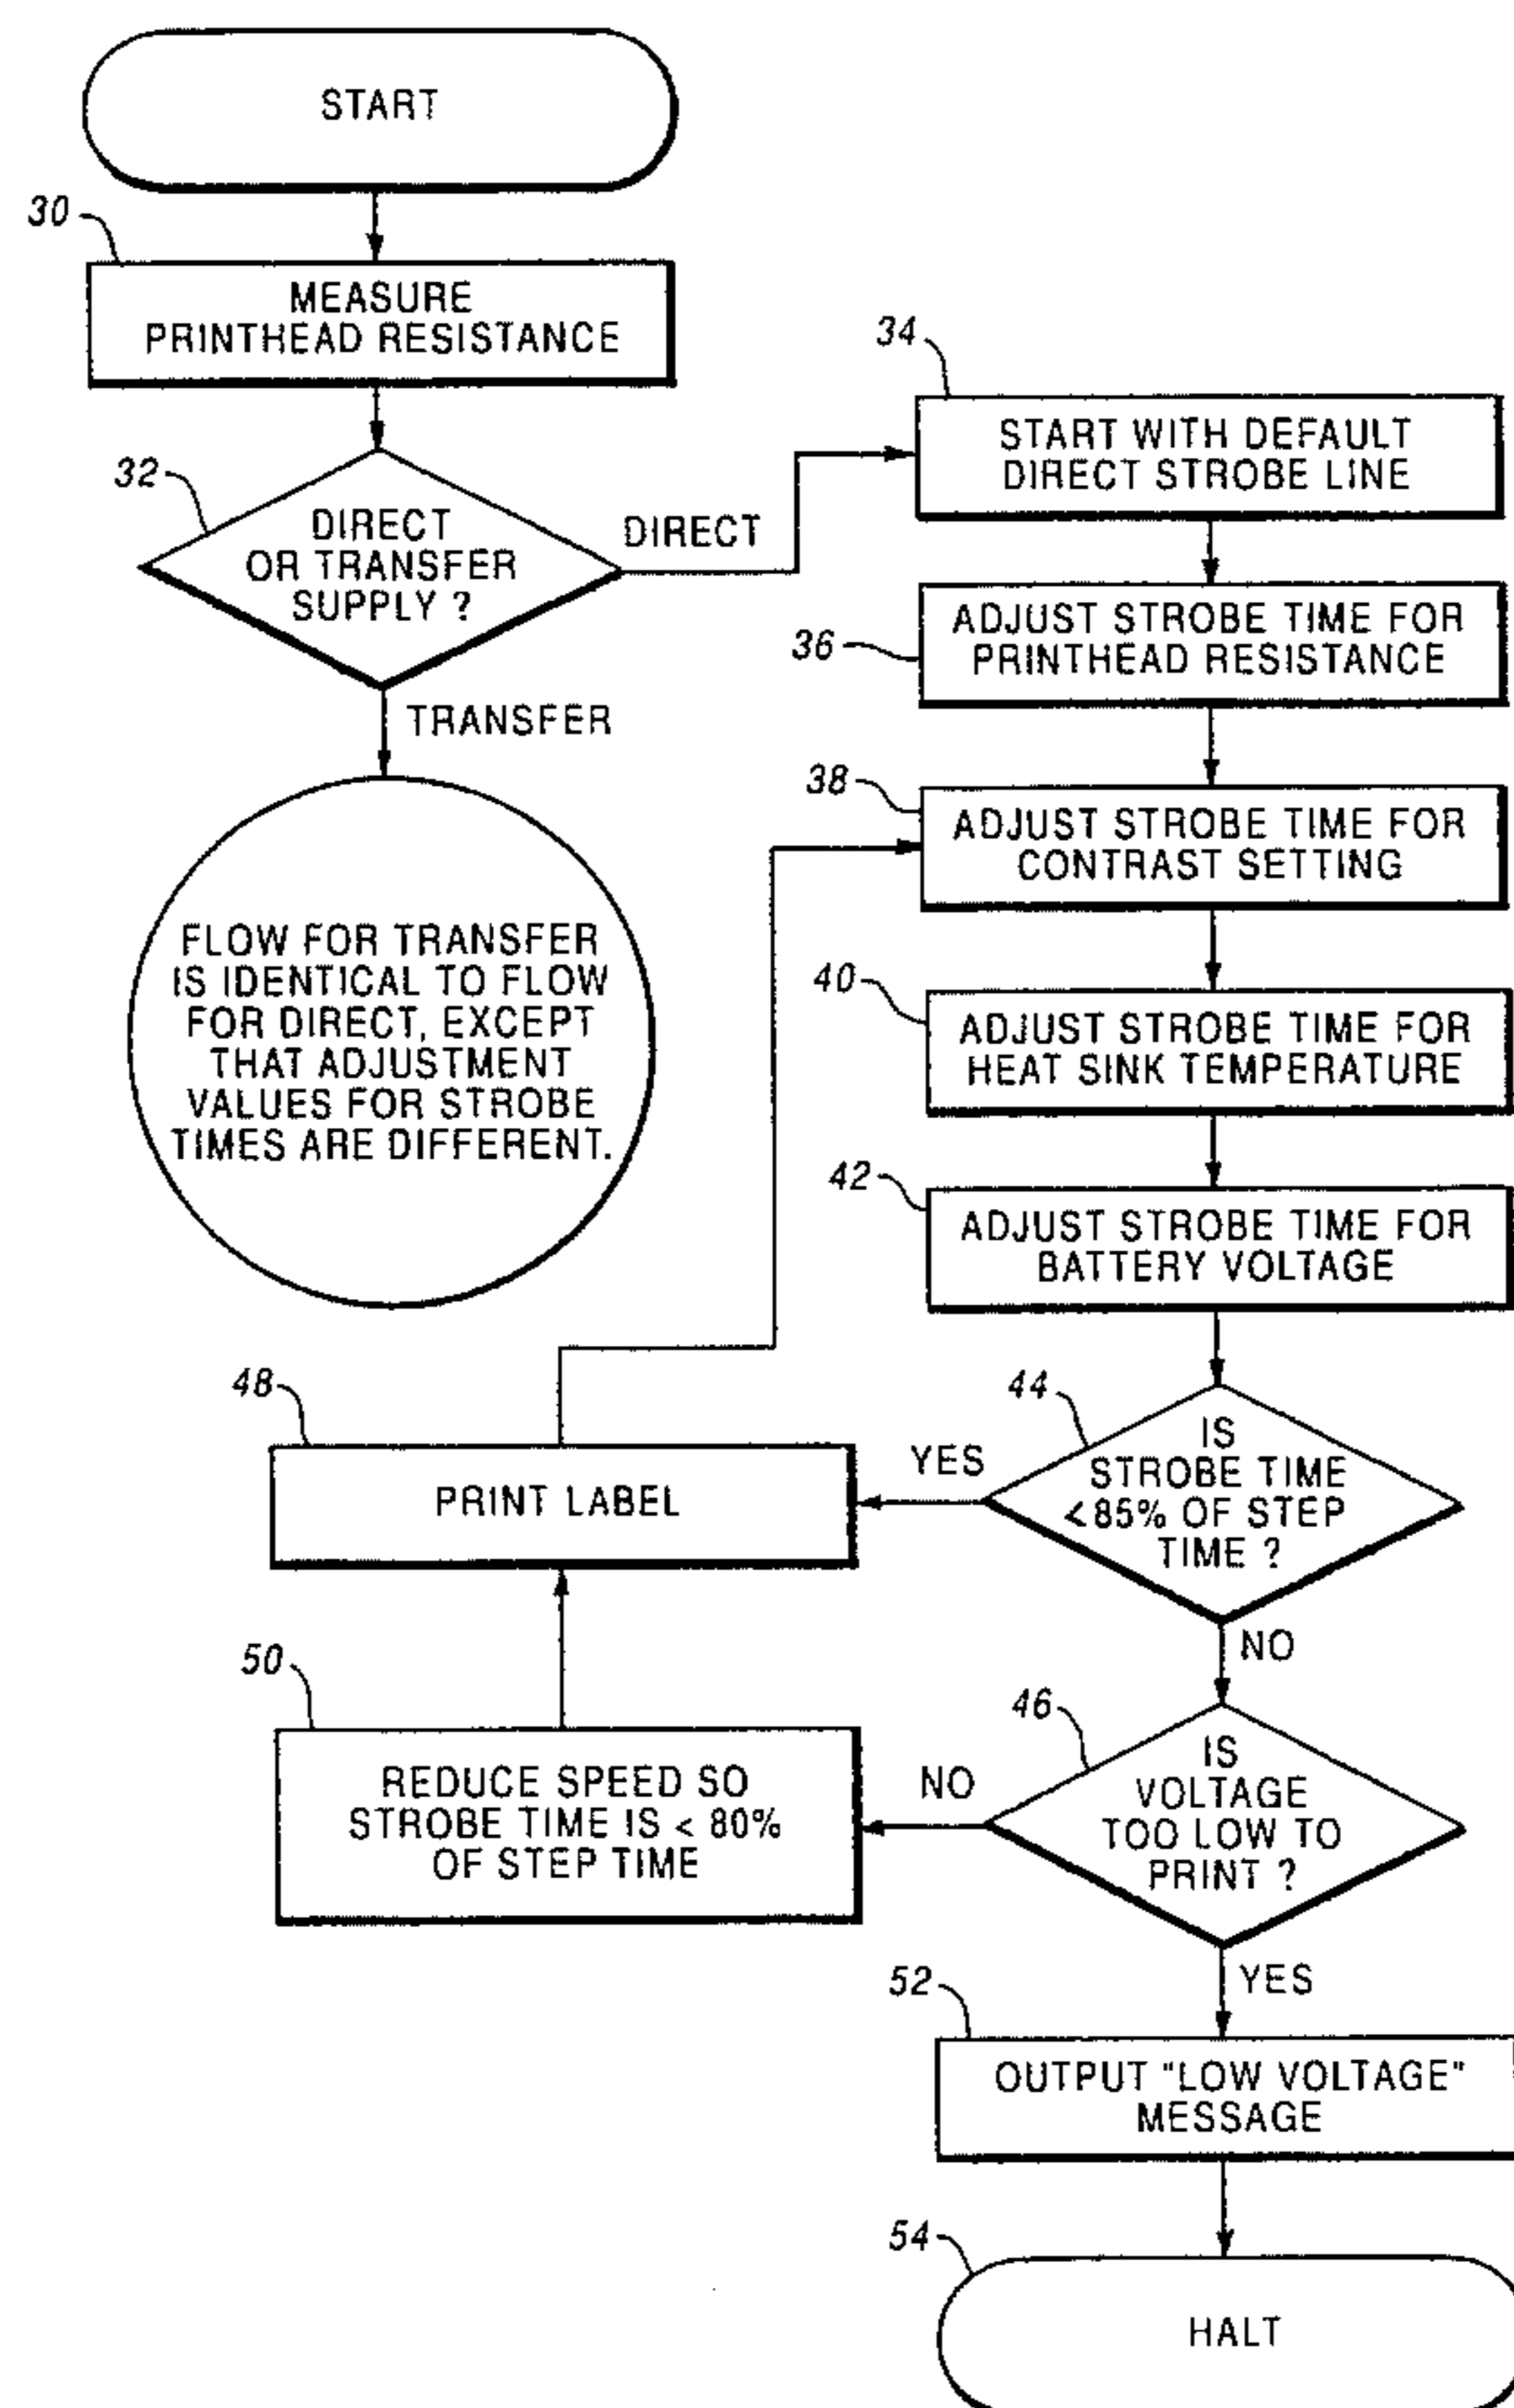 START
30
MEASURE
PRINTHEAD RESISTANCE
32
DIRECT
OR TRANSFER
SUPPLY ?
DIRECT
TRANSFER
FLOW FOR TRANSFER
IS IDENTICAL TO FLOW
FOR DIRECT, EXCEPT
THAT ADJUSTMENT
VALUES FOR STROBE
TIMES ARE DIFFERENT.
34
START WITH DEFAULT
DIRECT STROBE LINE
36
ADJUST STROBE TIME FOR
PRINTHEAD RESISTANCE
38
ADJUST STROBE TIME FOR
CONTRAST SETTING
40
ADJUST STROBE TIME FOR
HEAT SINK TEMPERATURE
42
ADJUST STROBE TIME FOR
BATTERY VOLTAGE
44
IS
STROBE TIME
<85% OF STEP
TIME ?
YES
NO
48
PRINT LABEL
46
IS
VOLTAGE
TOO LOW TO
PRINT ?
NO
YES
50
REDUCE SPEED SO
STROBE TIME IS < 80%
OF STEP TIME
52
OUTPUT "LOW VOLTAGE"
MESSAGE
54
HALT